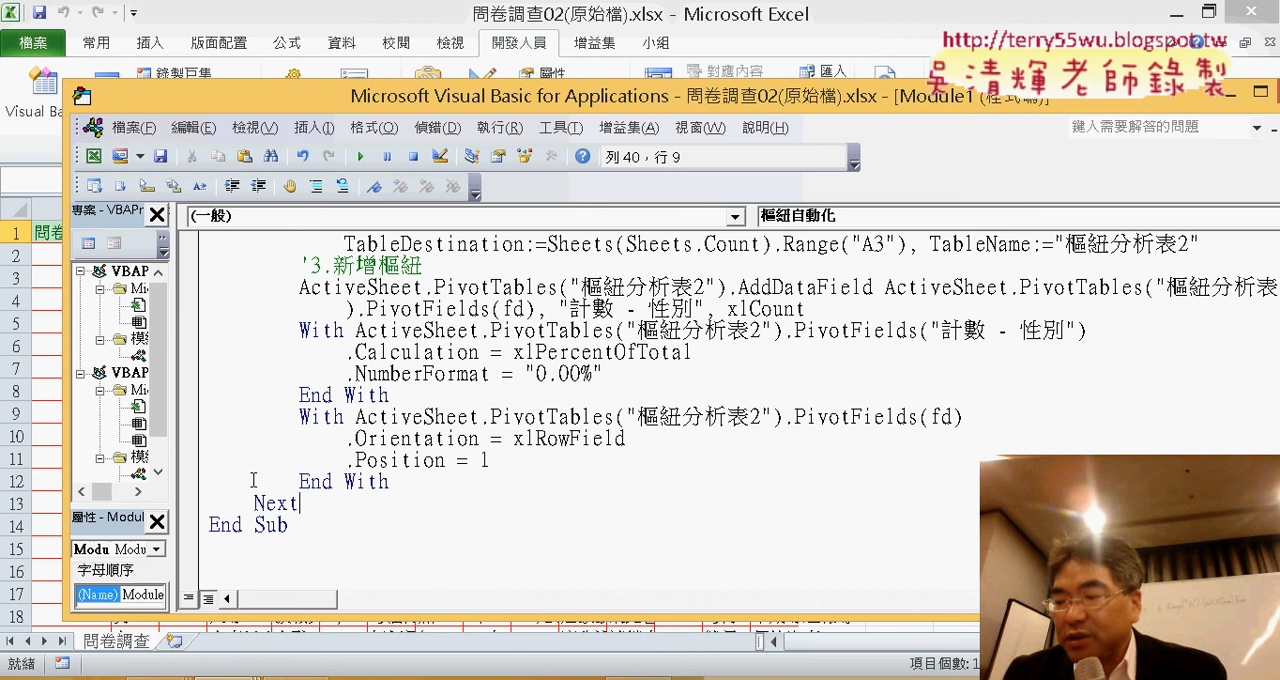 問卷調查02(原始檔).xlsx - Microsoft Excel
檔案 常用 插入 版面配置 公式 資料 校閱 檢視 開發人員 增益集 小組
http://terry55wu.blogspot.tw
吳清輝老師錄製
錄製巨集 屬性 對應內容 匯入
Visual Ba
Microsoft Visual Basic for Applications - 問卷調查02(原始檔).xlsx - [Module1 (程式碼)]
檔案(F) 編輯(E) 檢視(V) 插入(I) 格式(O) 偵錯(D) 執行(R) 工具(T) 增益集(A) 視窗(W) 說明(H) 鍵入需要解答的問題
列 40，行 9
專案 - VBAPr
(一般) 樞紐自動化
TableDestination:=Sheets(Sheets.Count).Range("A3"), TableName:="樞紐分析表2"
'3.新增樞紐
ActiveSheet.PivotTables("樞紐分析表2").AddDataField ActiveSheet.PivotTables("樞紐分析表
).PivotFields(fd), "計數 - 性別", xlCount
With ActiveSheet.PivotTables("樞紐分析表2").PivotFields("計數 - 性別")
.Calculation = xlPercentOfTotal
.NumberFormat = "0.00%"
End With
With ActiveSheet.PivotTables("樞紐分析表2").PivotFields(fd)
.Orientation = xlRowField
.Position = 1
End With
Next
End Sub
VBAP
Mi
模
VBAP
Mi
模
屬性 - Modul
Modu Modu
字母順序
(Name) Module
問卷
1
2
3
4
5
6
7
8
9
10
11
12
13
14
15
16
17
18
問卷調查
就緒
項目個數: 1